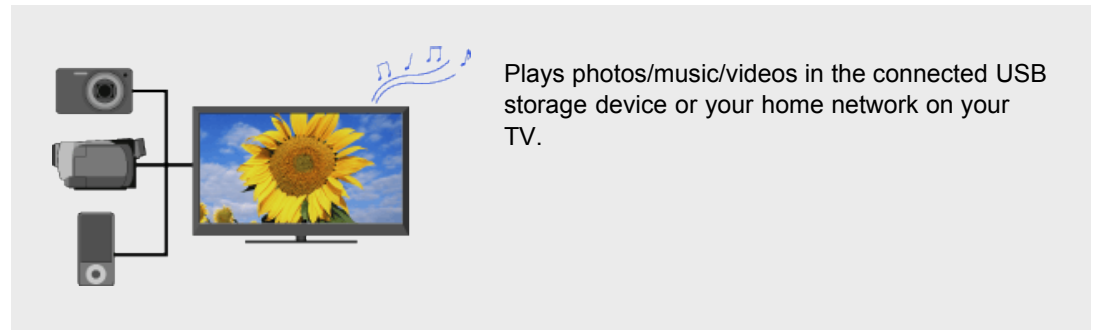 Plays photos/music/videos in the connected USB
storage device or your home network on your
TV.